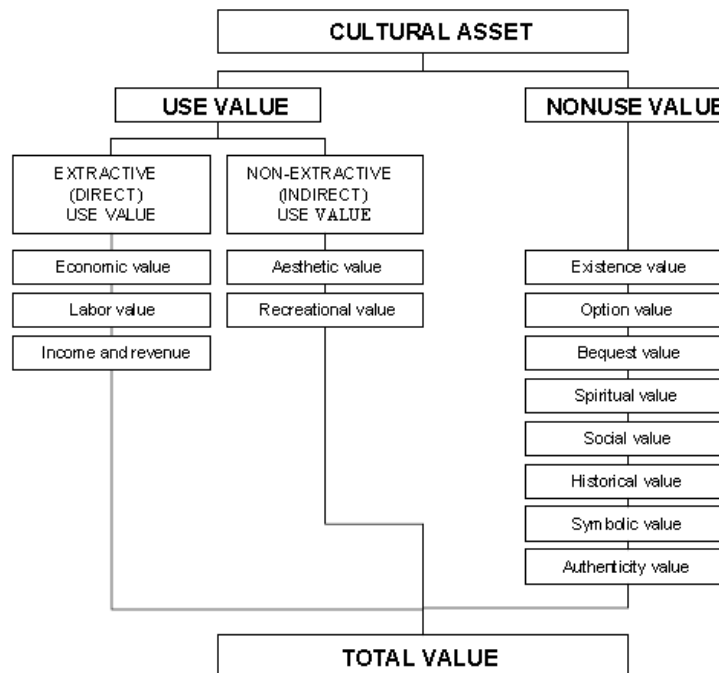 CULTURAL ASSET
USE VALUE
NONUSE VALUE
EXTRACTIVE
(DIRECT)
USE VALUE
NON-EXTRACTIVE
(INDIRECT)
USE VALUE
Economic value
Labor value
Income and revenue
Aesthetic value
Recreational value
Existence value
Option value
Bequest value
Spiritual value
Social value
Historical value
Symbolic value
Authenticity value
TOTAL VALUE